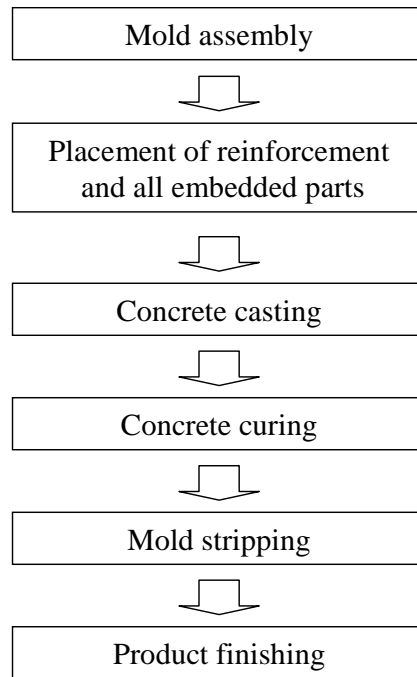 Mold assembly
Placement of reinforcement
and all embedded parts
Concrete casting
Concrete curing
Mold stripping
Product finishing